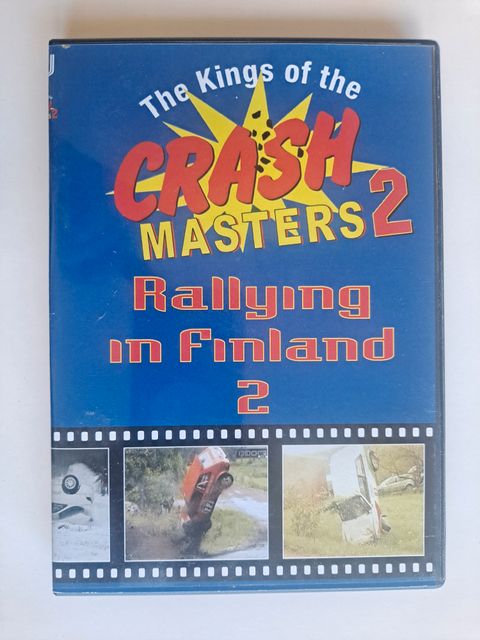 The Kings of the
CRASH
MASTERS 2
Rallying
in Finland
2